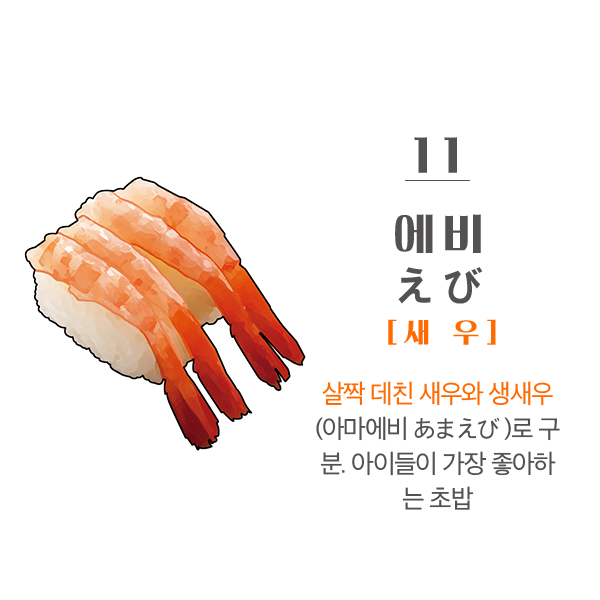 11
에비
えび
[새 우]
살짝 데친 새우와 생새우
(아마에비 あまえび )로 구
분. 아이들이 가장 좋아하
는 초밥